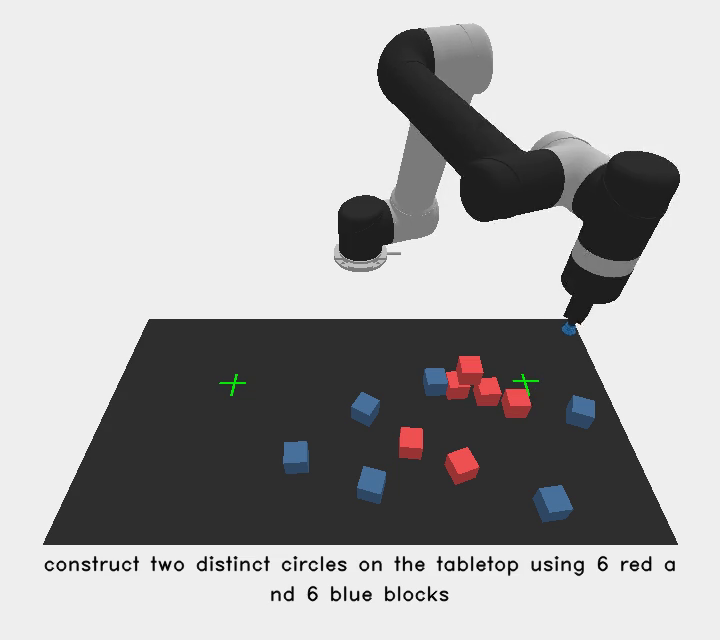 construct two distinct circles on the tabletop using 6 red a
nd 6 blue blocks